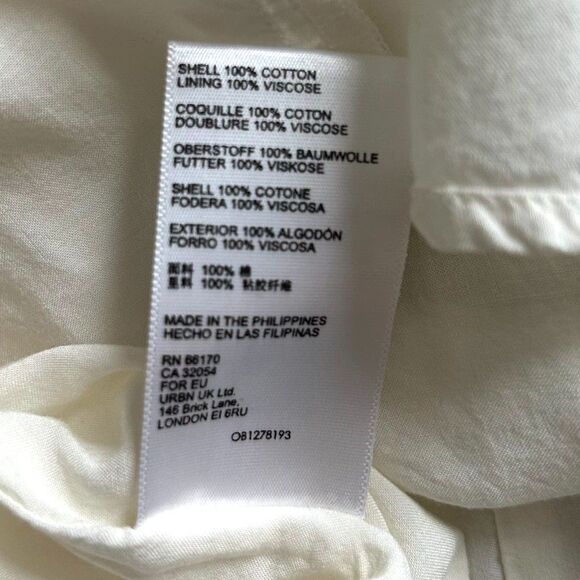 SHELL 100% COTTON
LINING 100% VISCOSE
COQUILLE 100% COTON
DOUBLURE 100% VISCOSE
OBERSTOFF 100% BAUMWOLLE
FUTTER 100% VISKOSE
SHELL 100% COTONE
FODERA 100% VISCOSA
EXTERIOR 100% ALGODÓN
FORRO 100% VISCOSA
面料 100% 棉
里料 100% 粘胶纤维
MADE IN THE PHILIPPINES
HECHO EN LAS FILIPINAS
RN 66170
CA 32054
FOR EU
URBN UK Ltd.
146 Brick Lane,
LONDON EI 6RU
OB1278193